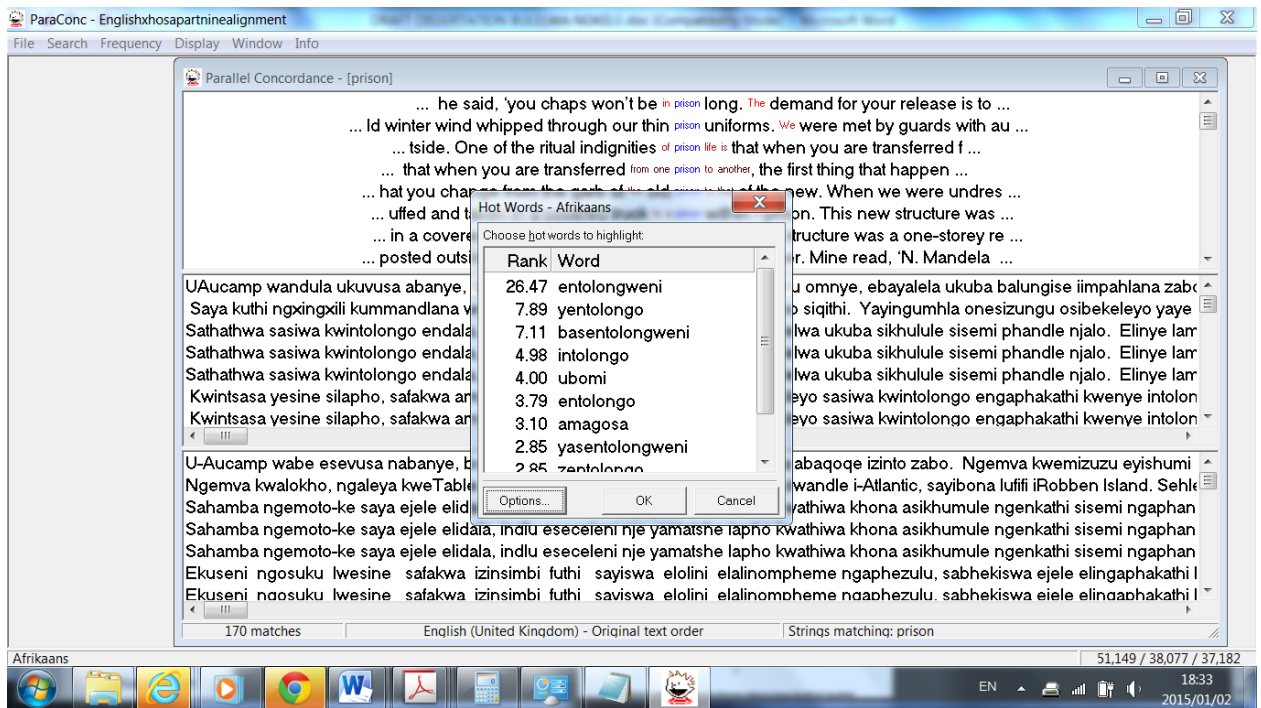 ParaConc - Englishxhosapartninealignment
File Search Frequency Display Window Info
Parallel Concordance - [prison]
... he said, 'you chaps won't be in prison long. The demand for your release is to ...
... ld winter wind whipped through our thin prison uniforms. We were met by guards with au ...
... tside. One of the ritual indignities of prison life is that when you are transferred f ...
... that when you are transferred from one prison to another, the first thing that happen ...
... hat you change from the garb of the old prison to that of the new. When we were undres ...
... uffed and on. This new structure was ...
... in a covere tructure was a one-storey re ...
... posted outsi r. Mine read, 'N. Mandela ...
Hot Words - Afrikaans
Choose hot words to highlight:
Rank Word
26.47 entolongweni
7.89 yentolongo
7.11 basentolongweni
4.98 intolongo
4.00 ubomi
3.79 entolongo
3.10 amagosa
2.85 yasentolongweni
2.85 zentolongo
Options... OK Cancel
UAucamp wandula ukuvusa abanye, u omnye, ebayalela ukuba balungise iimpahlana zabo
Saya kuthi ngxingxili kummandlana w o siqithi. Yayingumhla onesizungu osibekeleyo yaye
Sathathwa sasiwa kwintolongo endala lwa ukuba sikhulule sisemi phandle njalo. Elinye lam
Sathathwa sasiwa kwintolongo endala lwa ukuba sikhulule sisemi phandle njalo. Elinye lam
Sathathwa sasiwa kwintolongo endala lwa ukuba sikhulule sisemi phandle njalo. Elinye lam
Kwintsasa yesine silapho, safakwa am eyo sasiwa kwintolongo engaphakathi kwenye intolon
Kwintsasa yesine silapho, safakwa am eyo sasiwa kwintolongo engaphakathi kwenye intolon
U-Aucamp wabe esevusa nabanye, b abaqoqe izinto zabo. Ngemva kwemizuzu eyishumi
Ngemva kwalokho, ngaleya kweTable wandle i-Atlantic, sayibona lufifi iRobben Island. Sehle
Sahamba ngemoto-ke saya ejele elid vathiwa khona asikhumule ngenkathi sisemi ngaphan
Sahamba ngemoto-ke saya ejele elidala, indlu eseceleni nje yamatshe lapho kwathiwa khona asikhumule ngenkathi sisemi ngaphan
Sahamba ngemoto-ke saya ejele elidala, indlu eseceleni nje yamatshe lapho kwathiwa khona asikhumule ngenkathi sisemi ngaphan
Ekuseni ngosuku lwesine safakwa izinsimbi futhi sayiswa elolini elalinompheme ngaphezulu, sabhekiswa ejele elingaphakathi l
Ekuseni ngosuku lwesine safakwa izinsimbi futhi sayiswa elolini elalinompheme ngaphezulu, sabhekiswa ejele elingaphakathi l
170 matches English (United Kingdom) - Original text order Strings matching: prison
Afrikaans 51,149 / 38,077 / 37,182
EN 18:33
2015/01/02